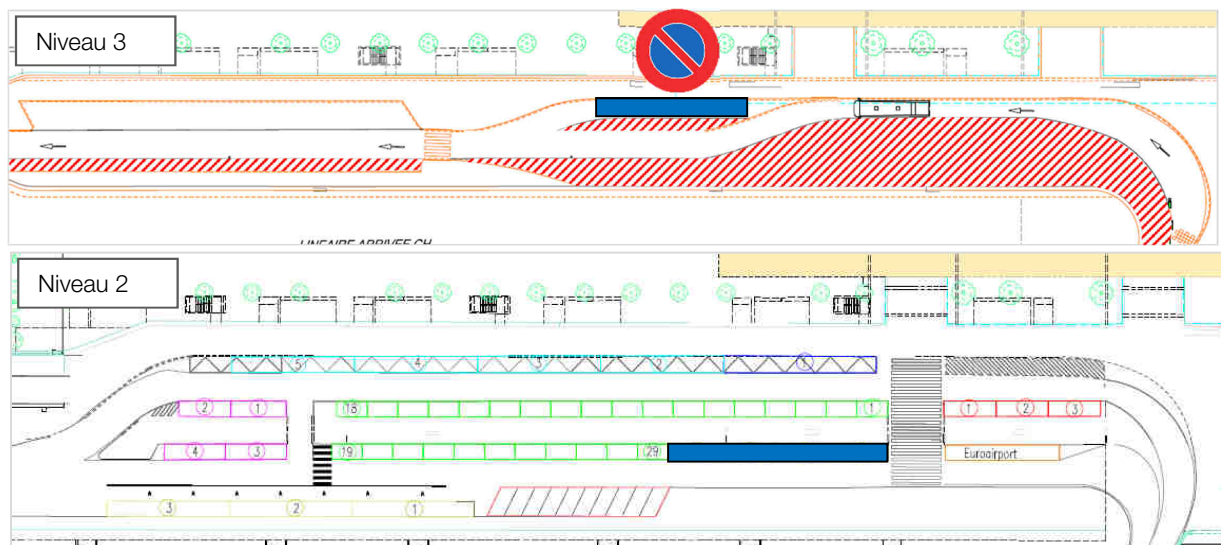 Niveau 3
LINEAIRE ARRIVEE CH
Niveau 2
5 4 3 2 1
2 1 18 1 1 2 3
4 3 19 29 Euroairport
3 2 1